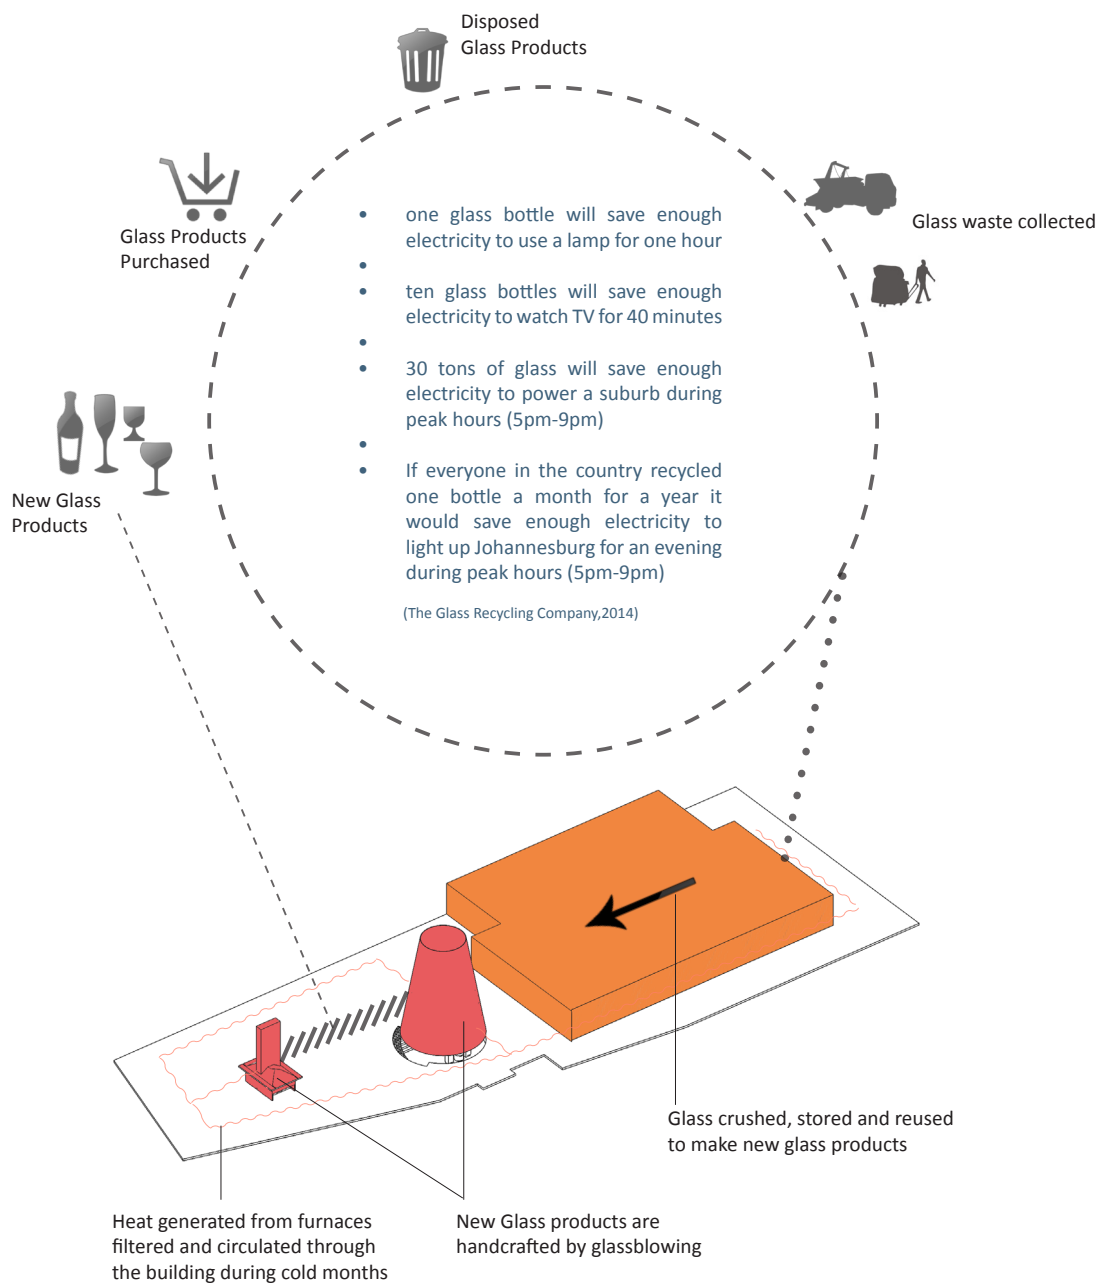 Disposed
Glass Products
Glass Products
Purchased
Glass waste collected
• one glass bottle will save enough
electricity to use a lamp for one hour
•
• ten glass bottles will save enough
electricity to watch TV for 40 minutes
•
• 30 tons of glass will save enough
electricity to power a suburb during
peak hours (5pm-9pm)
•
• If everyone in the country recycled
one bottle a month for a year it
would save enough electricity to
light up Johannesburg for an evening
during peak hours (5pm-9pm)
(The Glass Recycling Company,2014)
New Glass
Products
Glass crushed, stored and reused
to make new glass products
Heat generated from furnaces
filtered and circulated through
the building during cold months
New Glass products are
handcrafted by glassblowing